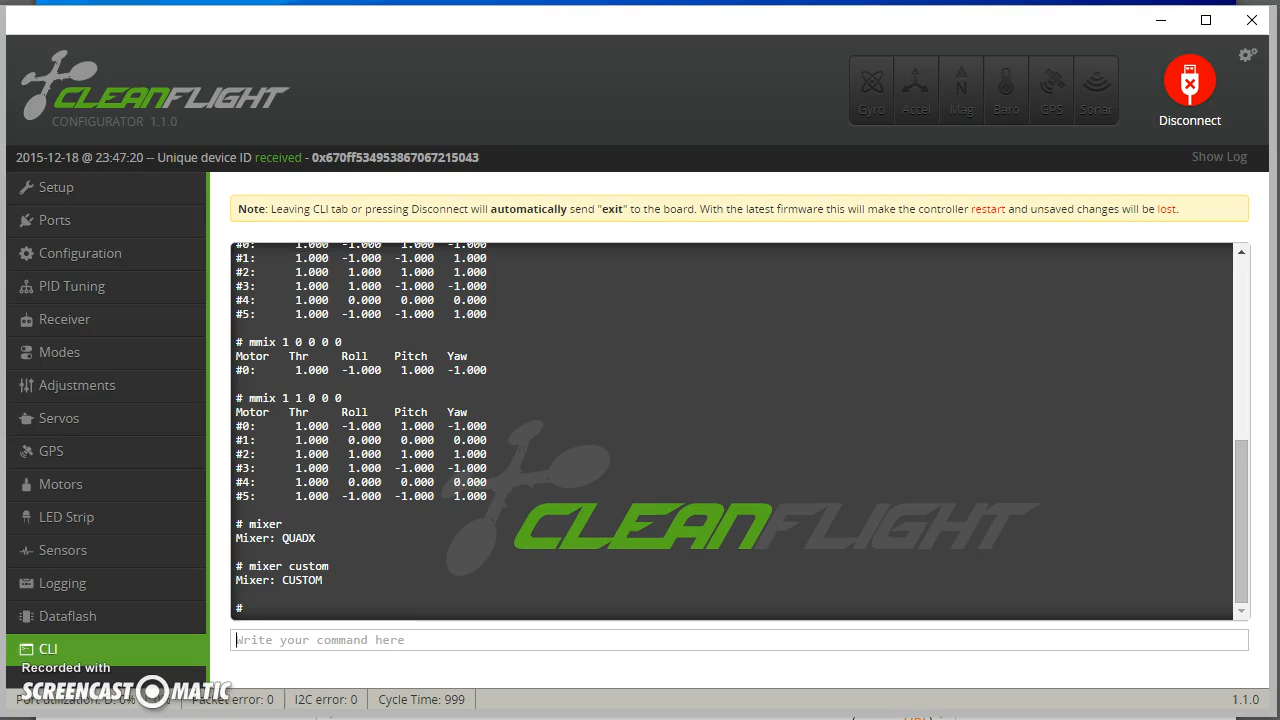 CLEANFLIGHT
CONFIGURATOR 1.1.0
Gyro Accel Mag Baro GPS Sonar
Disconnect
2015-12-18 @ 23:47:20 -- Unique device ID received - 0x670ff534953867067215043
Show Log
Setup
Ports
Configuration
PID Tuning
Receiver
Modes
Adjustments
Servos
GPS
Motors
LED Strip
Sensors
Logging
Dataflash
CLI
Note: Leaving CLI tab or pressing Disconnect will automatically send "exit" to the board. With the latest firmware this will make the controller restart and unsaved changes will be lost.
#0: 1.000 -1.000 1.000 -1.000
#1: 1.000 -1.000 -1.000 1.000
#2: 1.000 1.000 1.000 1.000
#3: 1.000 1.000 -1.000 -1.000
#4: 1.000 0.000 0.000 0.000
#5: 1.000 -1.000 -1.000 1.000
# mmix 1 0 0 0 0
Motor Thr Roll Pitch Yaw
#0: 1.000 -1.000 1.000 -1.000
# mmix 1 1 0 0 0
Motor Thr Roll Pitch Yaw
#0: 1.000 -1.000 1.000 -1.000
#1: 1.000 0.000 0.000 0.000
#2: 1.000 1.000 1.000 1.000
#3: 1.000 1.000 -1.000 -1.000
#4: 1.000 0.000 0.000 0.000
#5: 1.000 -1.000 -1.000 1.000
# mixer
Mixer: QUADX
# mixer custom
Mixer: CUSTOM
#
CLEANFLIGHT
Write your command here
Recorded with
SCREENCAST MATIC
Port utilization: D: 0% Packet error: 0 I2C error: 0 Cycle Time: 999 1.1.0